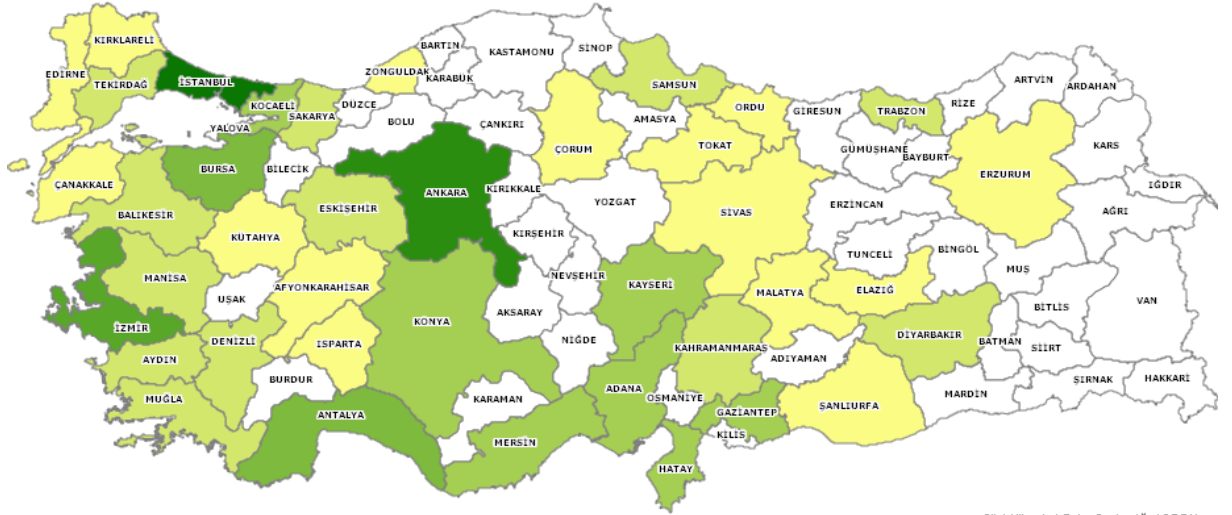 KIRKLARELİ
EDİRNE
TEKİRDAĞ
İSTANBUL
KOCAELİ
YALOVA
SAKARYA
DÜZCE
BOLU
ZONGULDAK
BARTIN
KARABÜK
KASTAMONU
SİNOP
ÇANKIRI
SAMSUN
AMASYA
ÇORUM
ORDU
TOKAT
GİRESUN
TRABZON
GÜMÜŞHANE
BAYBURT
RİZE
ARTVİN
ARDAHAN
KARS
IĞDIR
AĞRI
ERZURUM
ERZİNCAN
ÇANAKKALE
BALIKESİR
BURSA
BİLECİK
ESKİŞEHİR
KÜTAHYA
ANKARA
KIRIKKALE
YOZGAT
SİVAS
TUNCELİ
BİNGÖL
MUŞ
BİTLİS
VAN
MANİSA
UŞAK
AFYONKARAHISAR
KIRŞEHİR
NEVŞEHİR
KAYSERİ
MALATYA
ELAZIĞ
DİYARBAKIR
BATMAN
SİİRT
İZMİR
AYDIN
DENİZLİ
ISPARTA
KONYA
AKSARAY
NİĞDE
KAHRAMANMARAŞ
ADIYAMAN
MARDİN
ŞIRNAK
HAKKARİ
MUĞLA
BURDUR
ANTALYA
KARAMAN
MERSİN
ADANA
OSMANİYE
GAZİANTEP
KİLİS
HATAY
ŞANLIURFA